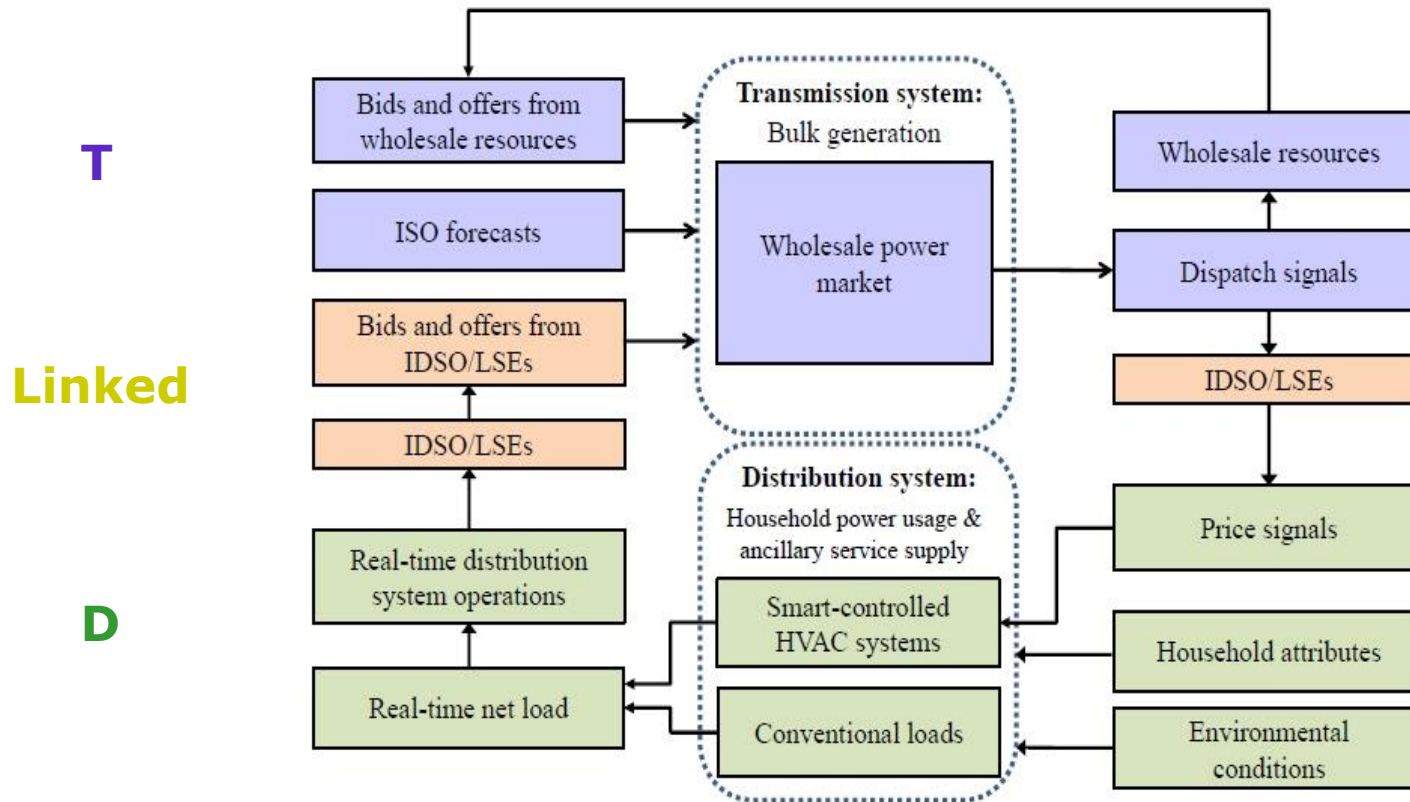 T
Linked
D
Bids and offers from
wholesale resources
ISO forecasts
Bids and offers from
IDSO/LSEs
IDSO/LSEs
Real-time distribution
system operations
Real-time net load
Transmission system:
Bulk generation
Wholesale power
market
Distribution system:
Household power usage &
ancillary service supply
Smart-controlled
HVAC systems
Conventional loads
Wholesale resources
Dispatch signals
IDSO/LSEs
Price signals
Household attributes
Environmental
conditions